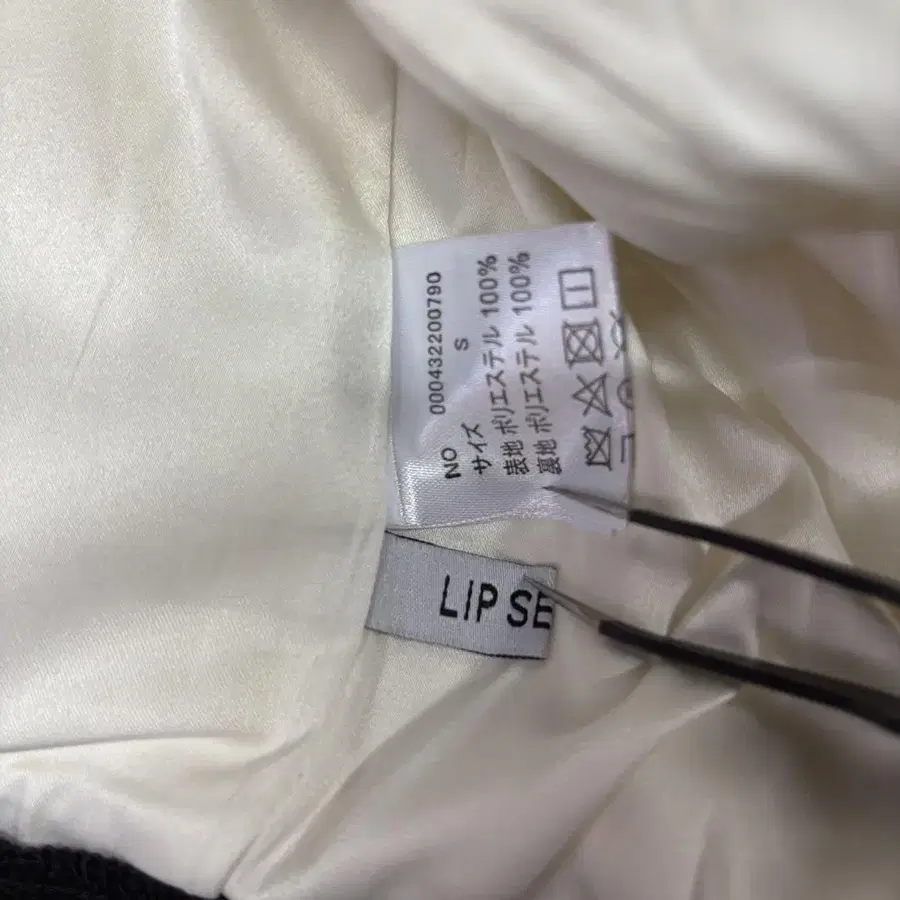 NO 000432200790
サイズ S
表地 ポリエステル 100%
裏地 ポリエステル 100%
LIP SE